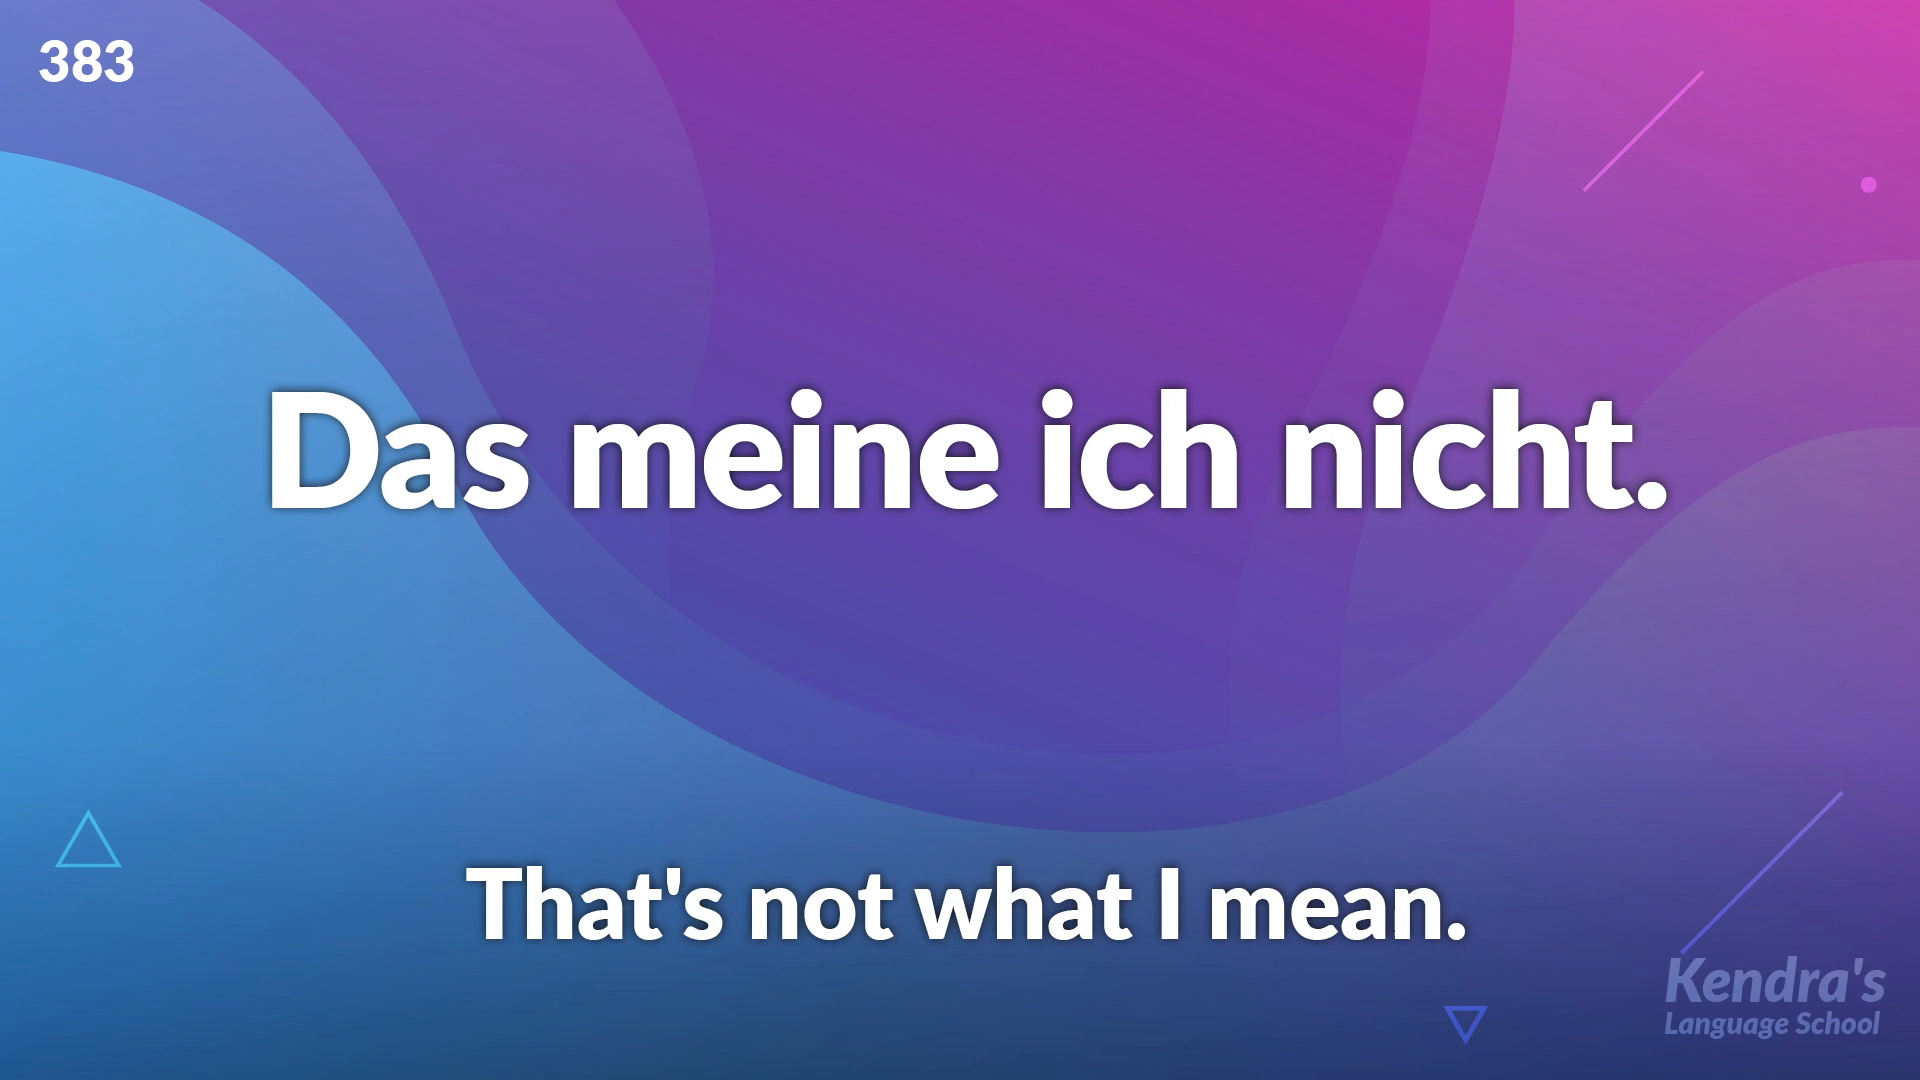 383
Das meine ich nicht.
That's not what I mean.
Kendra's
Language School